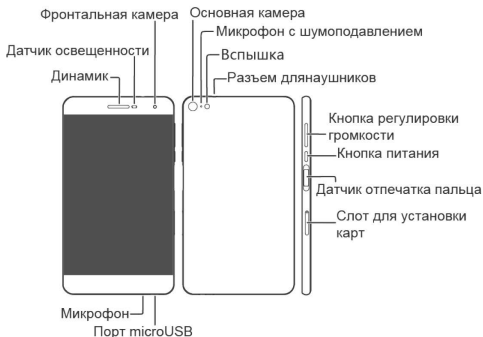 Фронтальная камера
Датчик освещенности
Динамик
Основная камера
Микрофон с шумоподавлением
Вспышка
Разъем длянаушников
Кнопка регулировки
громкости
Кнопка питания
Датчик отпечатка пальца
Слот для установки
карт
Микрофон
Порт microUSB